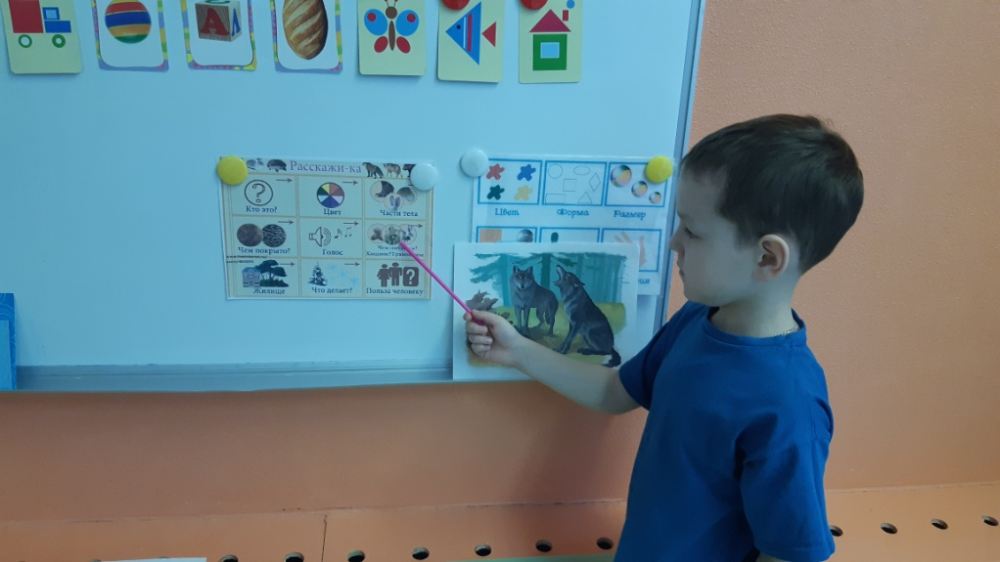 А
Расскажи-ка
Кто это?
Цвет
Части тела
Чем покрыто?
Голос
Жилище
Что делает?
Польза человеку
Цвет
Форма
Размер